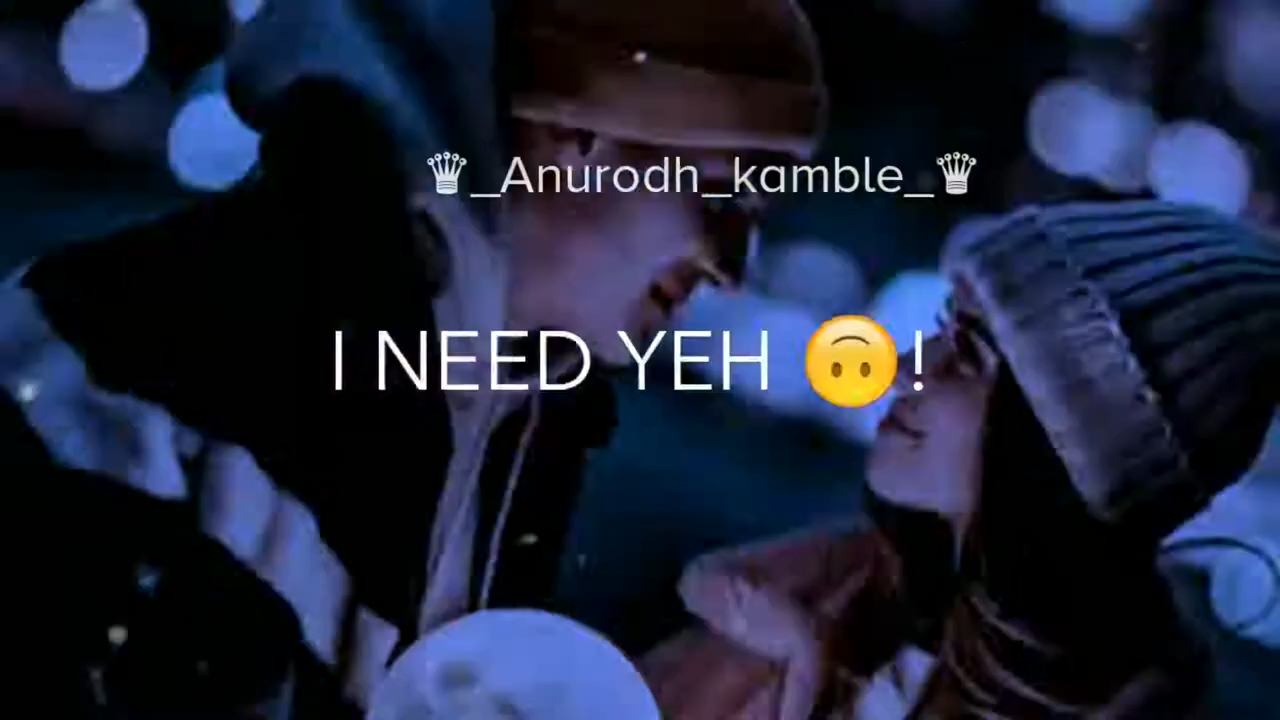 ♛_Anurodh_kamble_♛
I NEED YEH 🙃!